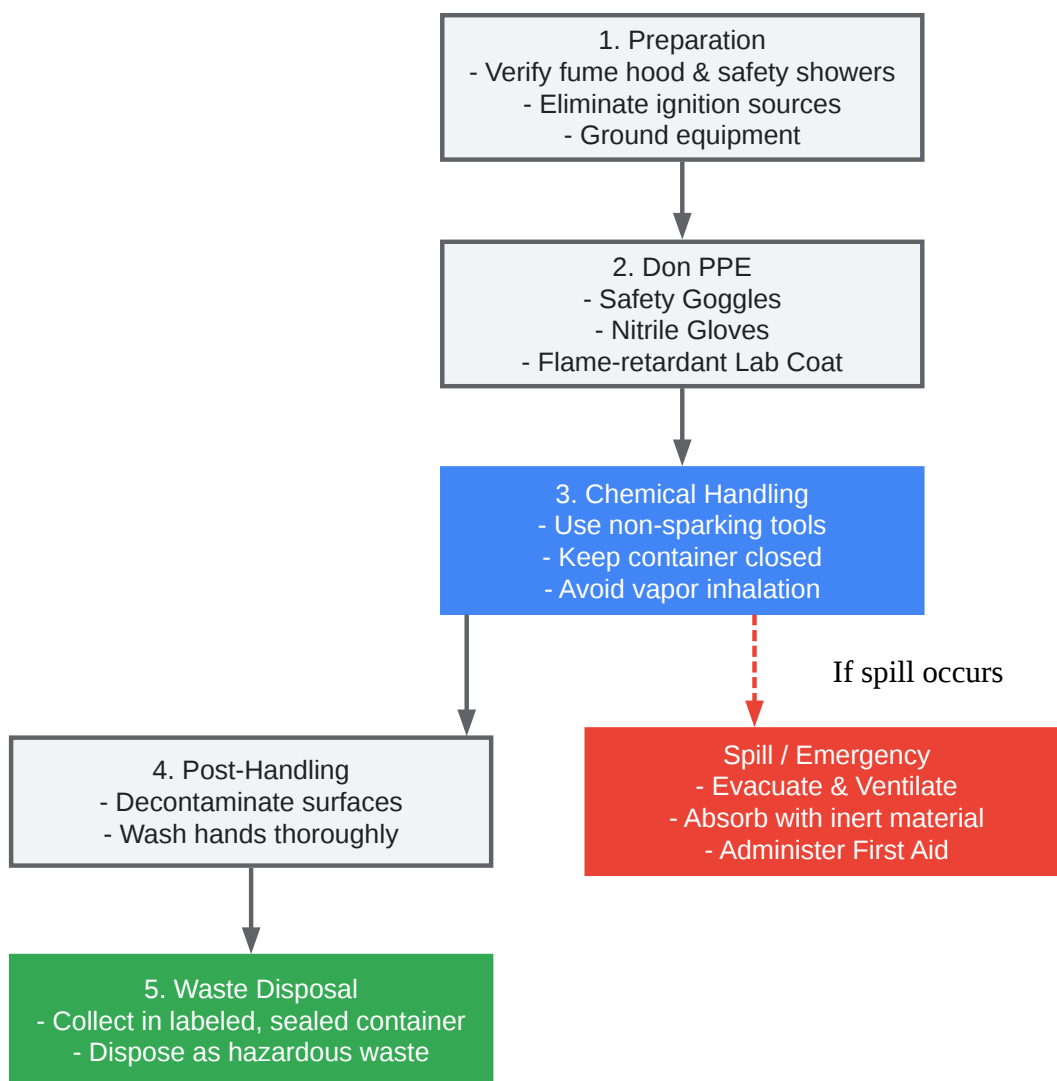 1. Preparation
- Verify fume hood & safety showers
- Eliminate ignition sources
- Ground equipment
2. Don PPE
- Safety Goggles
- Nitrile Gloves
- Flame-retardant Lab Coat
3. Chemical Handling
- Use non-sparking tools
- Keep container closed
- Avoid vapor inhalation
If spill occurs
4. Post-Handling
- Decontaminate surfaces
- Wash hands thoroughly
Spill / Emergency
- Evacuate & Ventilate
- Absorb with inert material
- Administer First Aid
5. Waste Disposal
- Collect in labeled, sealed container
- Dispose as hazardous waste